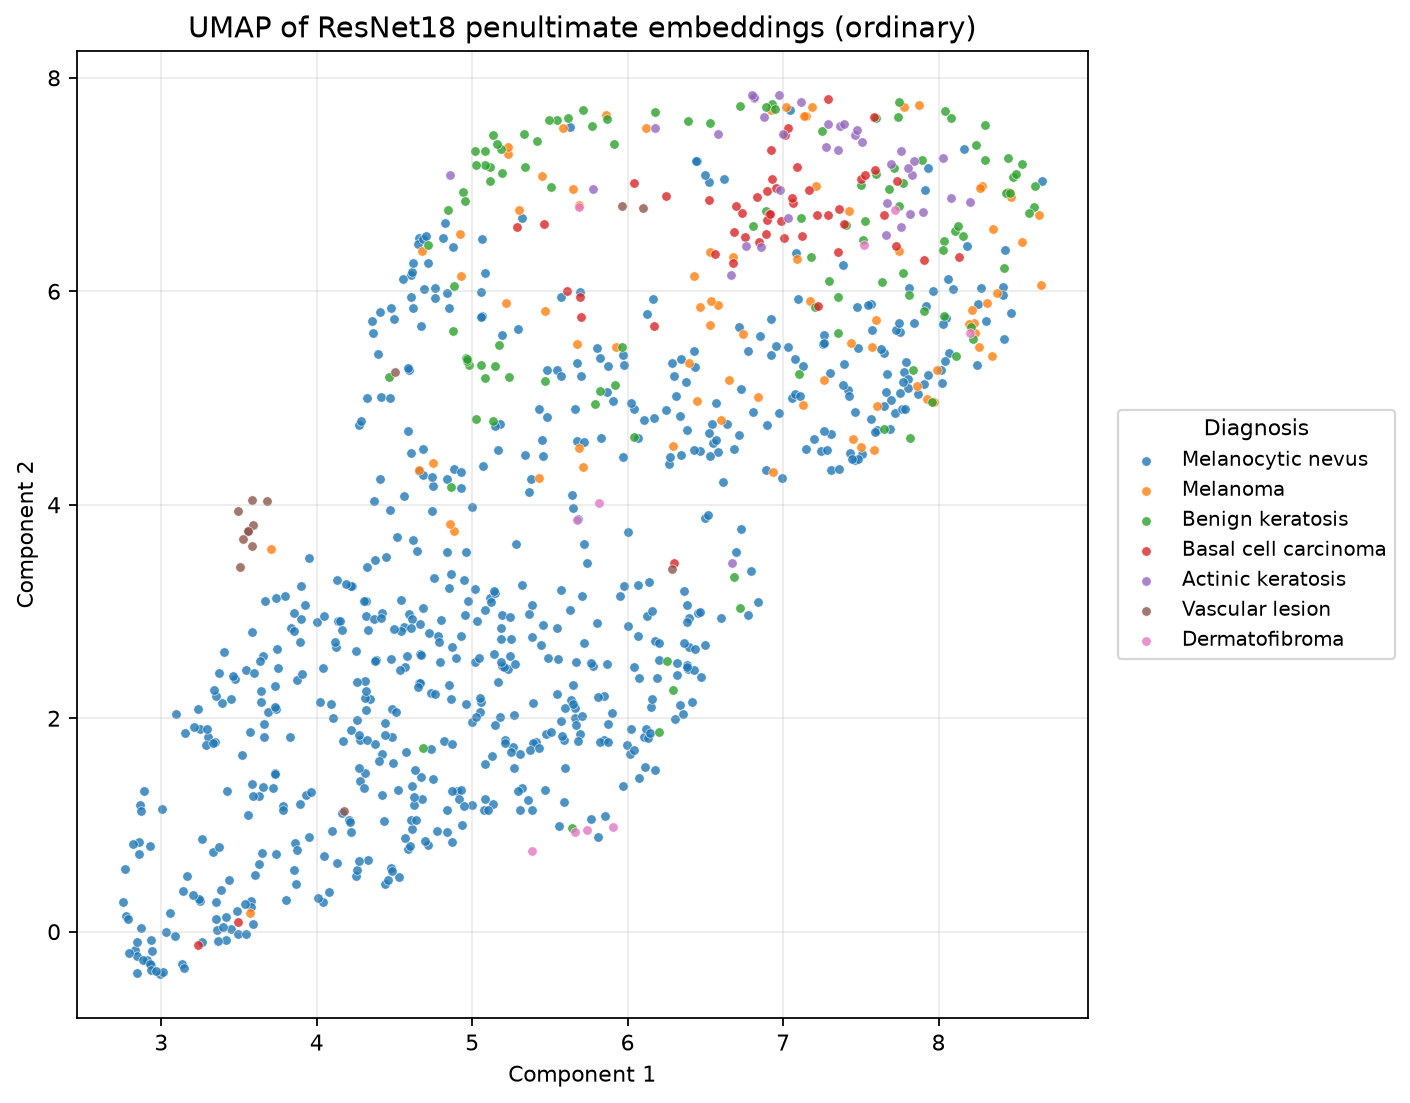 UMAP of ResNet18 penultimate embeddings (ordinary)
8
6
4
2
0
Component 2
3 4 5 6 7 8
Component 1
Diagnosis
Melanocytic nevus
Melanoma
Benign keratosis
Basal cell carcinoma
Actinic keratosis
Vascular lesion
Dermatofibroma